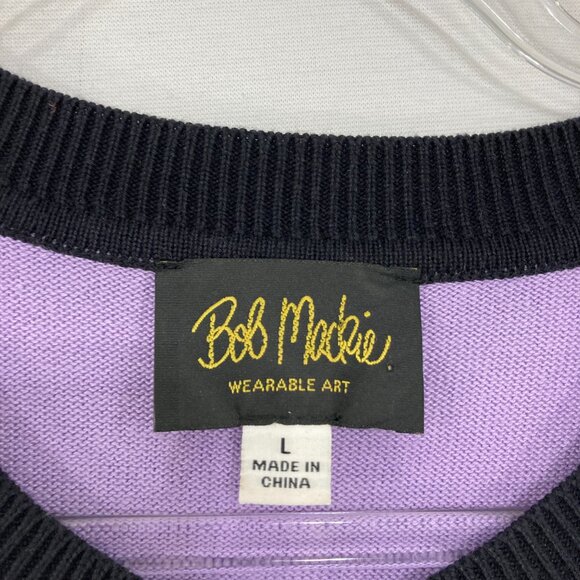 Bob Mackie.
WEARABLE ART
L
MADE IN
CHINA